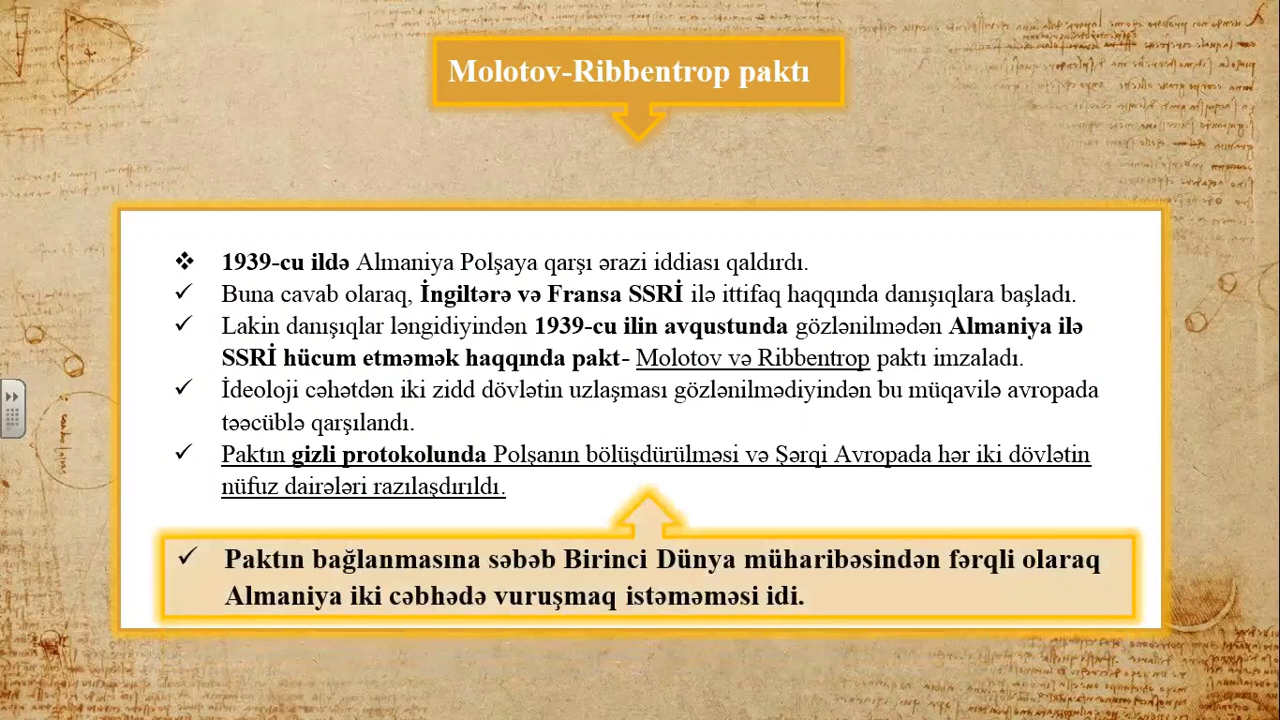 Molotov-Ribbentrop paktı
❖ 1939-cu ildə Almaniya Polşaya qarşı ərazi iddiası qaldırdı.
✓ Buna cavab olaraq, İngiltərə və Fransa SSRİ ilə ittifaq haqqında danışıqlara başladı.
✓ Lakin danışıqlar ləngidiyindən 1939-cu ilin avqustunda gözlənilmədən Almaniya ilə
SSRİ hücum etməmək haqqında pakt- Molotov və Ribbentrop paktı imzaladı.
✓ İdeoloji cəhətdən iki zidd dövlətin uzlaşması gözlənilmədiyindən bu müqavilə avropada
təəcüblə qarşılandı.
✓ Paktın gizli protokolunda Polşanın bölüşdürülməsi və Şərqi Avropada hər iki dövlətin
nüfuz dairələri razılaşdırıldı.
✓ Paktın bağlanmasına səbəb Birinci Dünya müharibəsindən fərqli olaraq
Almaniya iki cəbhədə vuruşmaq istəməməsi idi.